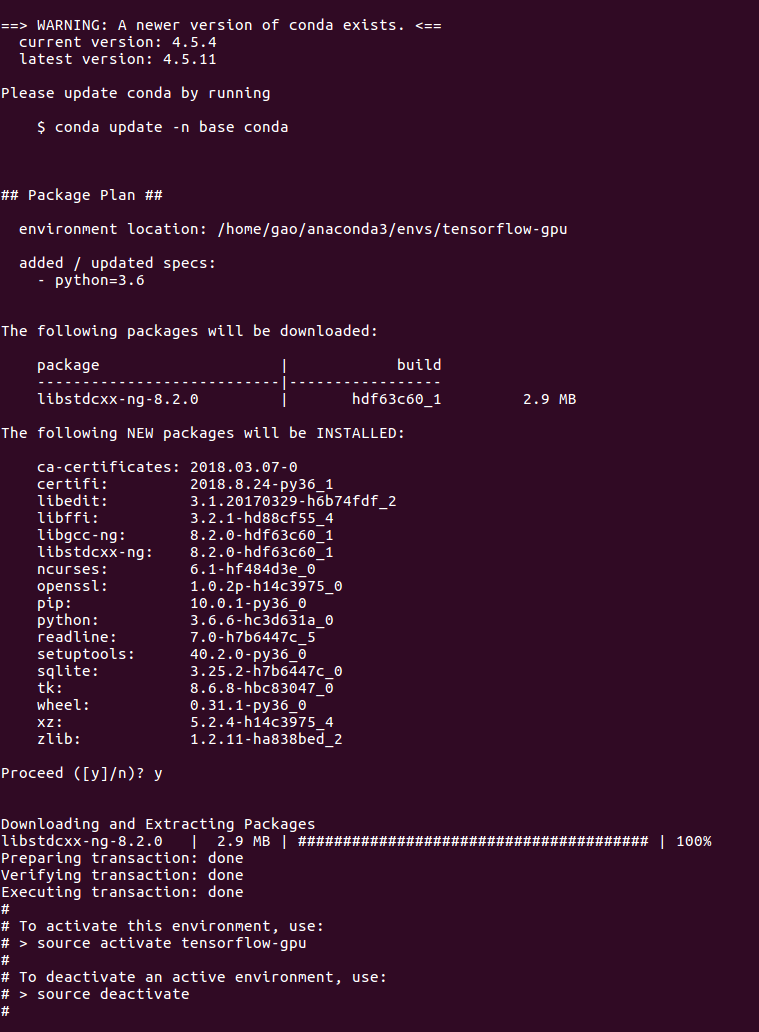 ==> WARNING: A newer version of conda exists. <==
  current version: 4.5.4
  latest version: 4.5.11

Please update conda by running

    $ conda update -n base conda



## Package Plan ##

  environment location: /home/gao/anaconda3/envs/tensorflow-gpu

  added / updated specs:
    - python=3.6


The following packages will be downloaded:

    package                    |            build
    ---------------------------|-----------------
    libstdcxx-ng-8.2.0         |       hdf63c60_1         2.9 MB

The following NEW packages will be INSTALLED:

    ca-certificates: 2018.03.07-0
    certifi:         2018.8.24-py36_1
    libedit:         3.1.20170329-h6b74fdf_2
    libffi:          3.2.1-hd88cf55_4
    libgcc-ng:       8.2.0-hdf63c60_1
    libstdcxx-ng:    8.2.0-hdf63c60_1
    ncurses:         6.1-hf484d3e_0
    openssl:         1.0.2p-h14c3975_0
    pip:             10.0.1-py36_0
    python:          3.6.6-hc3d631a_0
    readline:        7.0-h7b6447c_5
    setuptools:      40.2.0-py36_0
    sqlite:          3.25.2-h7b6447c_0
    tk:              8.6.8-hbc83047_0
    wheel:           0.31.1-py36_0
    xz:              5.2.4-h14c3975_4
    zlib:            1.2.11-ha838bed_2

Proceed ([y]/n)? y


Downloading and Extracting Packages
libstdcxx-ng-8.2.0   |  2.9 MB | ####################################### | 100%
Preparing transaction: done
Verifying transaction: done
Executing transaction: done
#
# To activate this environment, use:
# > source activate tensorflow-gpu
#
# To deactivate an active environment, use:
# > source deactivate
#